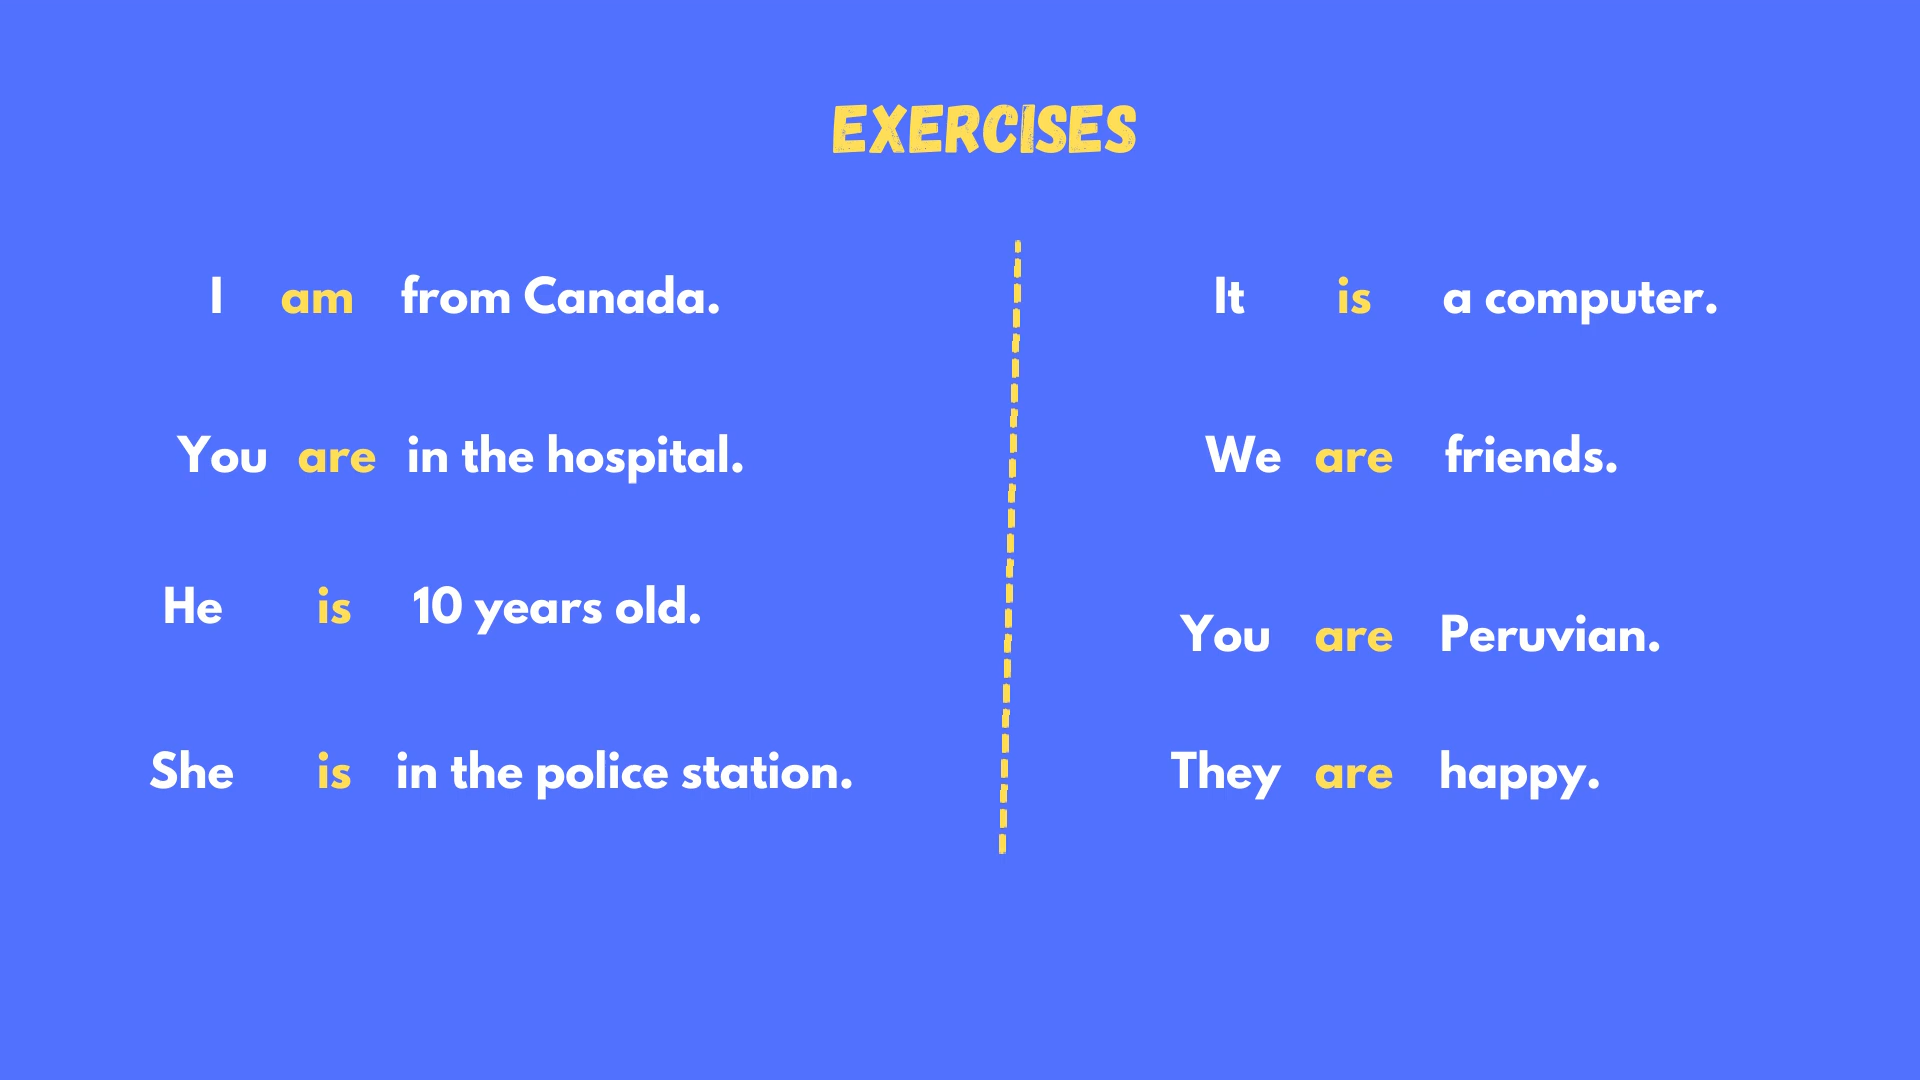 EXERCISES
I am from Canada.
You are in the hospital.
He is 10 years old.
She is in the police station.
It is a computer.
We are friends.
You are Peruvian.
They are happy.